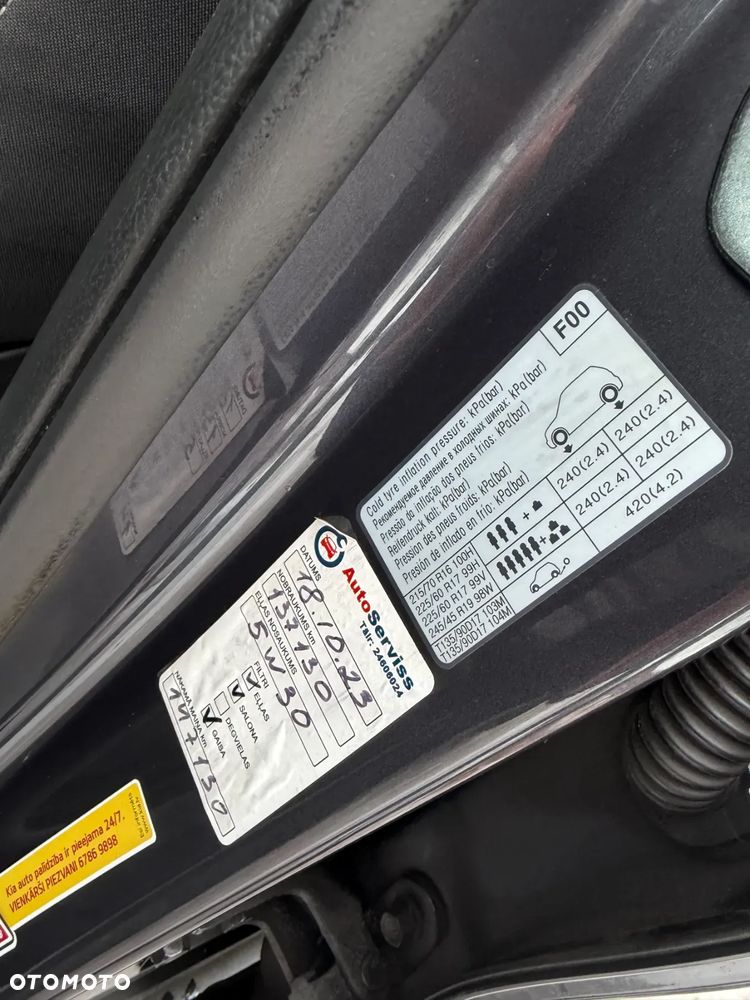 F00
Cold tyre inflation pressure: kPa(bar)
Рекомендуемое давление в холодных шинах: кPa(bar)
Pressão da inflação dos pneus frios: kPa(bar)
Reifendruck kalt: kPa(bar)
Pression des pneus froids: kPa(bar)
Presión de inflado en frío: kPa(bar)
215/70 R16 100H
225/60 R17 99H
225/60 R17 99V
245/45 R19 98W
240(2.4) 240(2.4)
240(2.4) 240(2.4)
T135/90D17 103M
T135/90D17 104M
420(4.2)
AutoServiss
Tālr: 24606024
DATUMS
18.10.23
NOBRAUKUMS km
137130
EĻĻAS NOSAUKUMS
5W30
FILTRI
EĻĻAS
SALONA
DEGVIELAS
GAISA
NĀKAMĀ MAIŅA km
147130
Kia auto palīdzība ir pieejama 24/7.
VIENKĀRŠI PIEZVANI 6786 9898
OTOMOTO